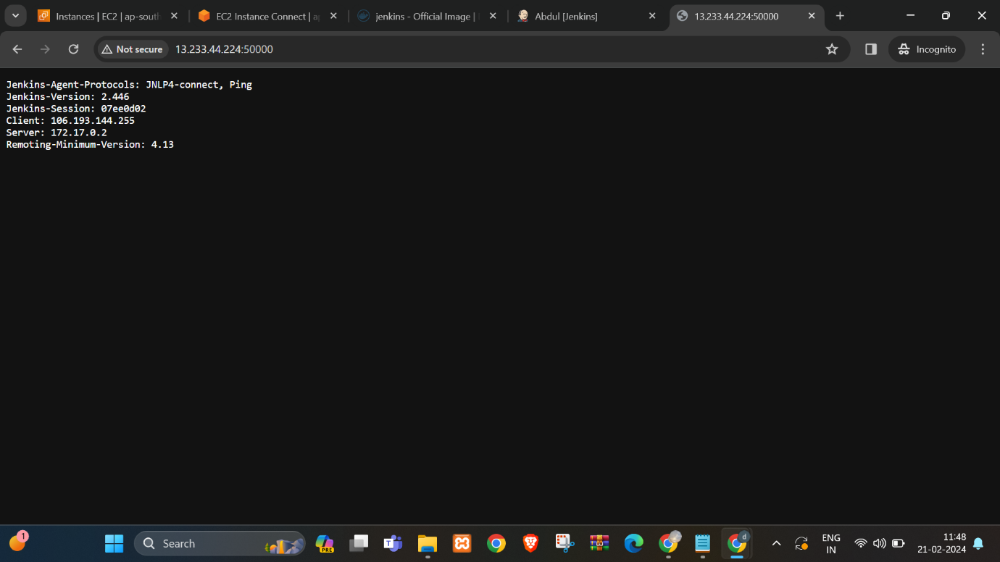 Instances | EC2 | ap-south
EC2 Instance Connect | ap
jenkins - Official Image |
Abdul [Jenkins]
13.233.44.224:50000
Not secure
13.233.44.224:50000
Incognito
Jenkins-Agent-Protocols: JNLP4-connect, Ping
Jenkins-Version: 2.446
Jenkins-Session: 07ee0d02
Client: 106.193.144.255
Server: 172.17.0.2
Remoting-Minimum-Version: 4.13
1
Search
PRE
d
ENG
IN
11:48
21-02-2024